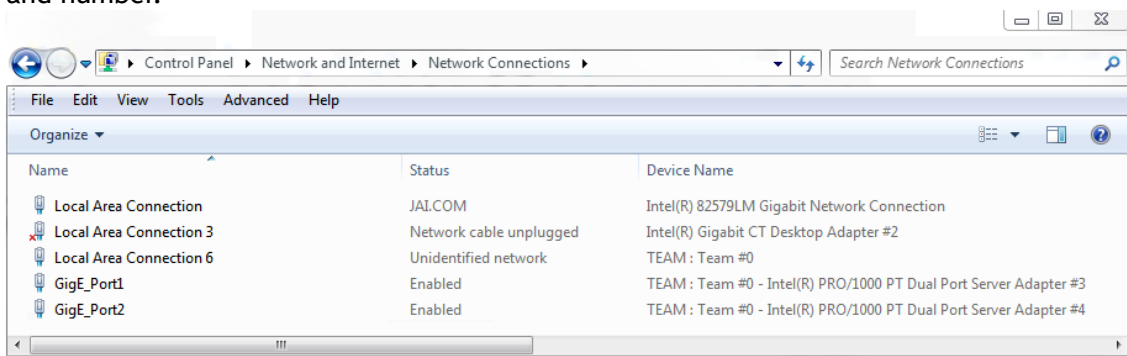 and number.
Control Panel ▸ Network and Internet ▸ Network Connections ▸ Search Network Connections
File Edit View Tools Advanced Help
Organize
Name Status Device Name
Local Area Connection JAI.COM Intel(R) 82579LM Gigabit Network Connection
Local Area Connection 3 Network cable unplugged Intel(R) Gigabit CT Desktop Adapter #2
Local Area Connection 6 Unidentified network TEAM : Team #0
GigE_Port1 Enabled TEAM : Team #0 - Intel(R) PRO/1000 PT Dual Port Server Adapter #3
GigE_Port2 Enabled TEAM : Team #0 - Intel(R) PRO/1000 PT Dual Port Server Adapter #4